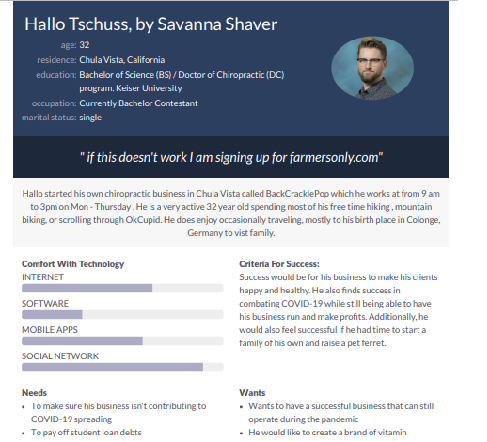 Hallo Tschuss, by Savanna Shaver
age: 32
residence: Chula Vista, California
education: Bachelor of Science (BS) / Doctor of Chiropractic (DC)
program, Keiser University
occupation: Currently Bachelor Contestant
marital status: single
"if this doesn't work I am signing up for farmersonly.com"
Hallo started his own chiropractic business in Chula Vista called BackCracklePop which he works at from 9 am
to 3pm on Mon - Thursday. He is a very active 32 year old spending most of his free time hiking, mountain
biking, or scrolling through OkCupid. He does enjoy occasionally traveling, mostly to his birth place in Colonge,
Germany to vist family.
Comfort With Technology
INTERNET
SOFTWARE
MOBILE APPS
SOCIAL NETWORK
Criteria For Success:
Success would be for his business to make his clients
happy and healthy. He also finds success in
combating COVID-19 while still being able to have
his business run and make profits. Additionally, he
would also feel successful if he had time to start a
family of his own and raise a pet ferret.
Needs
• To make sure his business isn't contributing to
COVID-19 spreading
• To pay off student loan debts
Wants
• Wants to have a successful business that can still
operate during the pandemic
• He would like to create a brand of vitamin